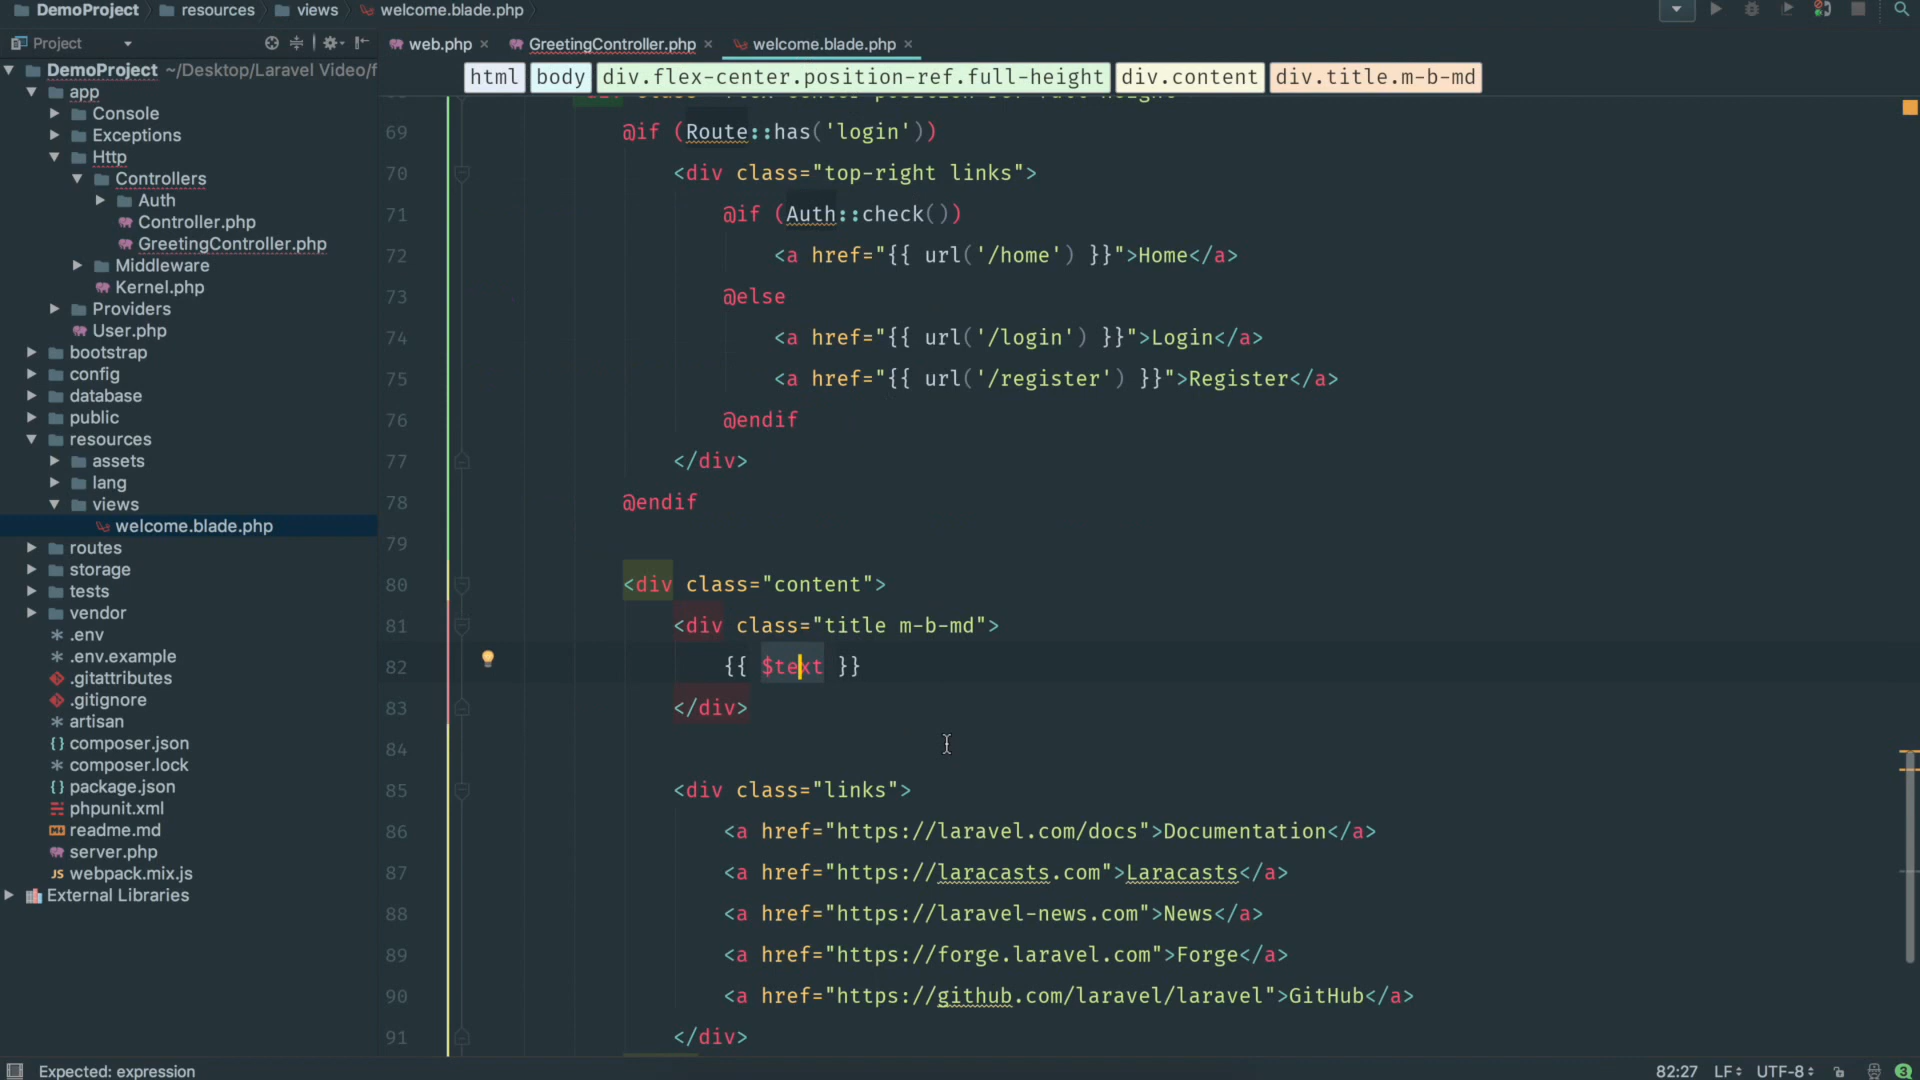 DemoProject resources views welcome.blade.php
Project web.php × GreetingController.php × welcome.blade.php ×
html body div.flex-center.position-ref.full-height div.content div.title.m-b-md
DemoProject ~/Desktop/Laravel Video/f
app
Console
Exceptions
Http
Controllers
Auth
Controller.php
GreetingController.php
Middleware
Kernel.php
Providers
User.php
bootstrap
config
database
public
resources
assets
lang
views
welcome.blade.php
routes
storage
tests
vendor
.env
.env.example
.gitattributes
.gitignore
artisan
composer.json
composer.lock
package.json
phpunit.xml
readme.md
server.php
webpack.mix.js
External Libraries
69 @if (Route::has('login'))
70 <div class="top-right links">
71 @if (Auth::check())
72 <a href="{{ url('/home') }}">Home</a>
73 @else
74 <a href="{{ url('/login') }}">Login</a>
75 <a href="{{ url('/register') }}">Register</a>
76 @endif
77 </div>
78 @endif
79
80 <div class="content">
81 <div class="title m-b-md">
82 {{ $text }}
83 </div>
84
85 <div class="links">
86 <a href="https://laravel.com/docs">Documentation</a>
87 <a href="https://laracasts.com">Laracasts</a>
88 <a href="https://laravel-news.com">News</a>
89 <a href="https://forge.laravel.com">Forge</a>
90 <a href="https://github.com/laravel/laravel">GitHub</a>
91 </div>
Expected: expression 82:27 LF UTF-8 3